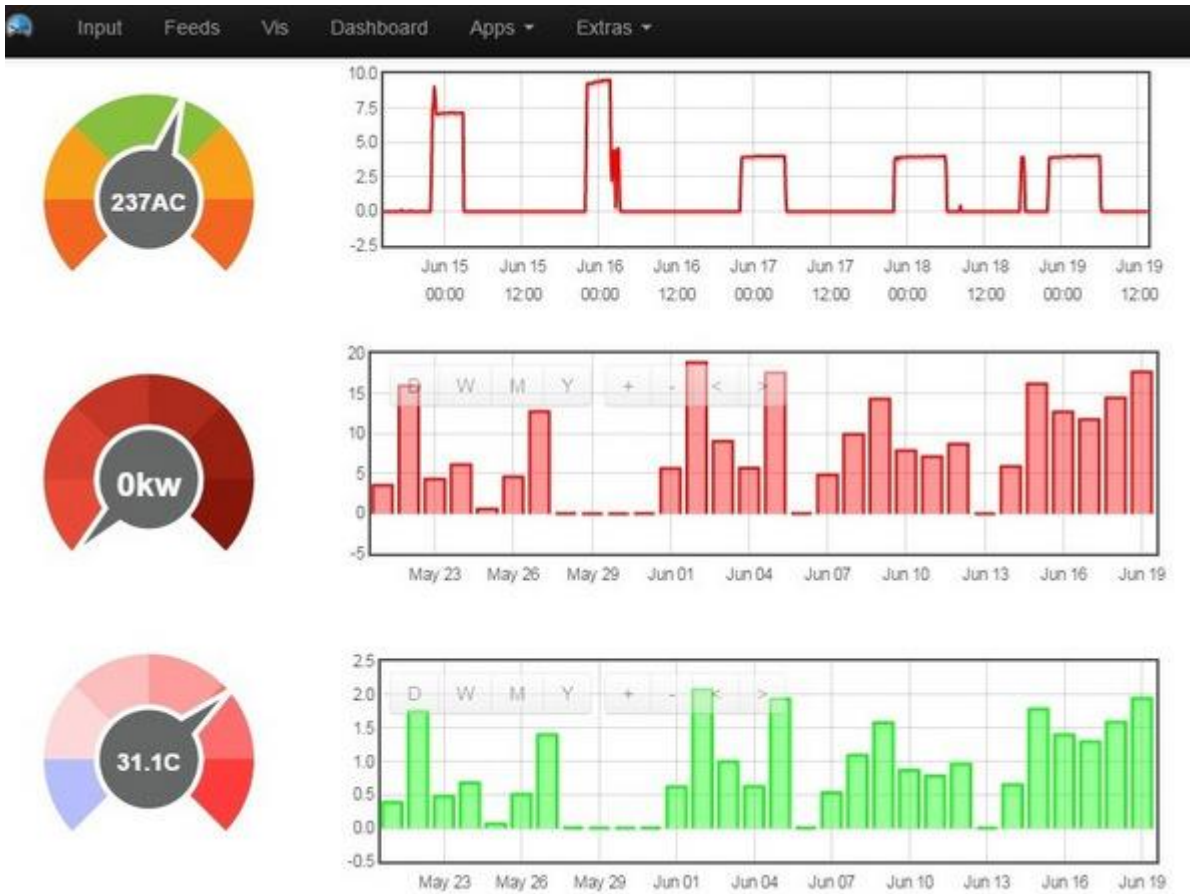 Input Feeds Vis Dashboard Apps Extras
237AC
10.0
7.5
5.0
2.5
0.0
-2.5
Jun 15 Jun 15 Jun 16 Jun 16 Jun 17 Jun 17 Jun 18 Jun 18 Jun 19 Jun 19
00:00 12:00 00:00 12:00 00:00 12:00 00:00 12:00 00:00 12:00
0kw
20
15
10
5
0
-5
D W M Y + - < >
May 23 May 26 May 29 Jun 01 Jun 04 Jun 07 Jun 10 Jun 13 Jun 16 Jun 19
31.1C
2.5
2.0
1.5
1.0
0.5
0.0
-0.5
D W M Y + - < >
May 23 May 26 May 29 Jun 01 Jun 04 Jun 07 Jun 10 Jun 13 Jun 16 Jun 19